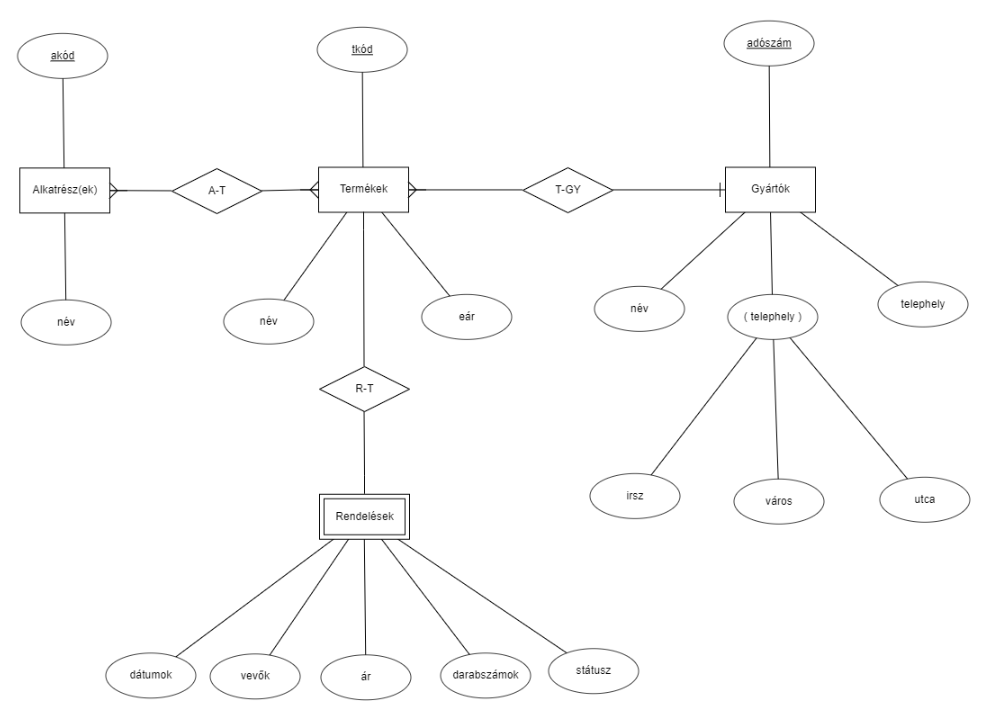 akód
tkód
adószám
Alkatrész(ek)
A-T
Termékek
T-GY
Gyártók
név
név
eár
név
( telephely )
telephely
R-T
irsz
város
utca
Rendelések
dátumok
vevők
ár
darabszámok
státusz